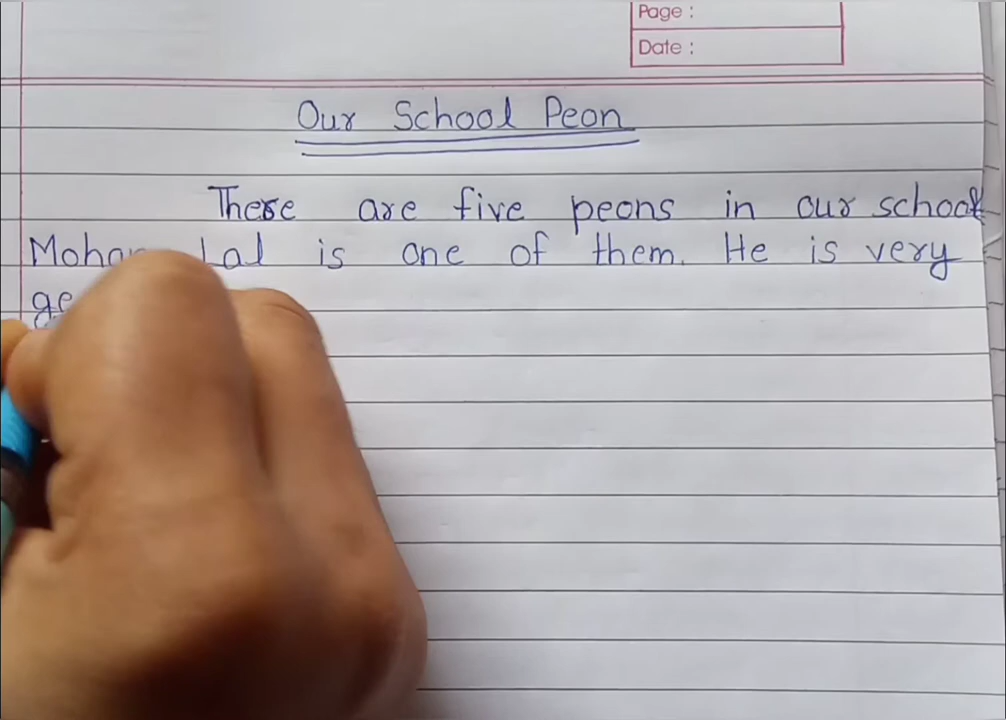 Page :
Date :
Our School Peon
There are five peons in our school
Mohan Lal is one of them. He is very